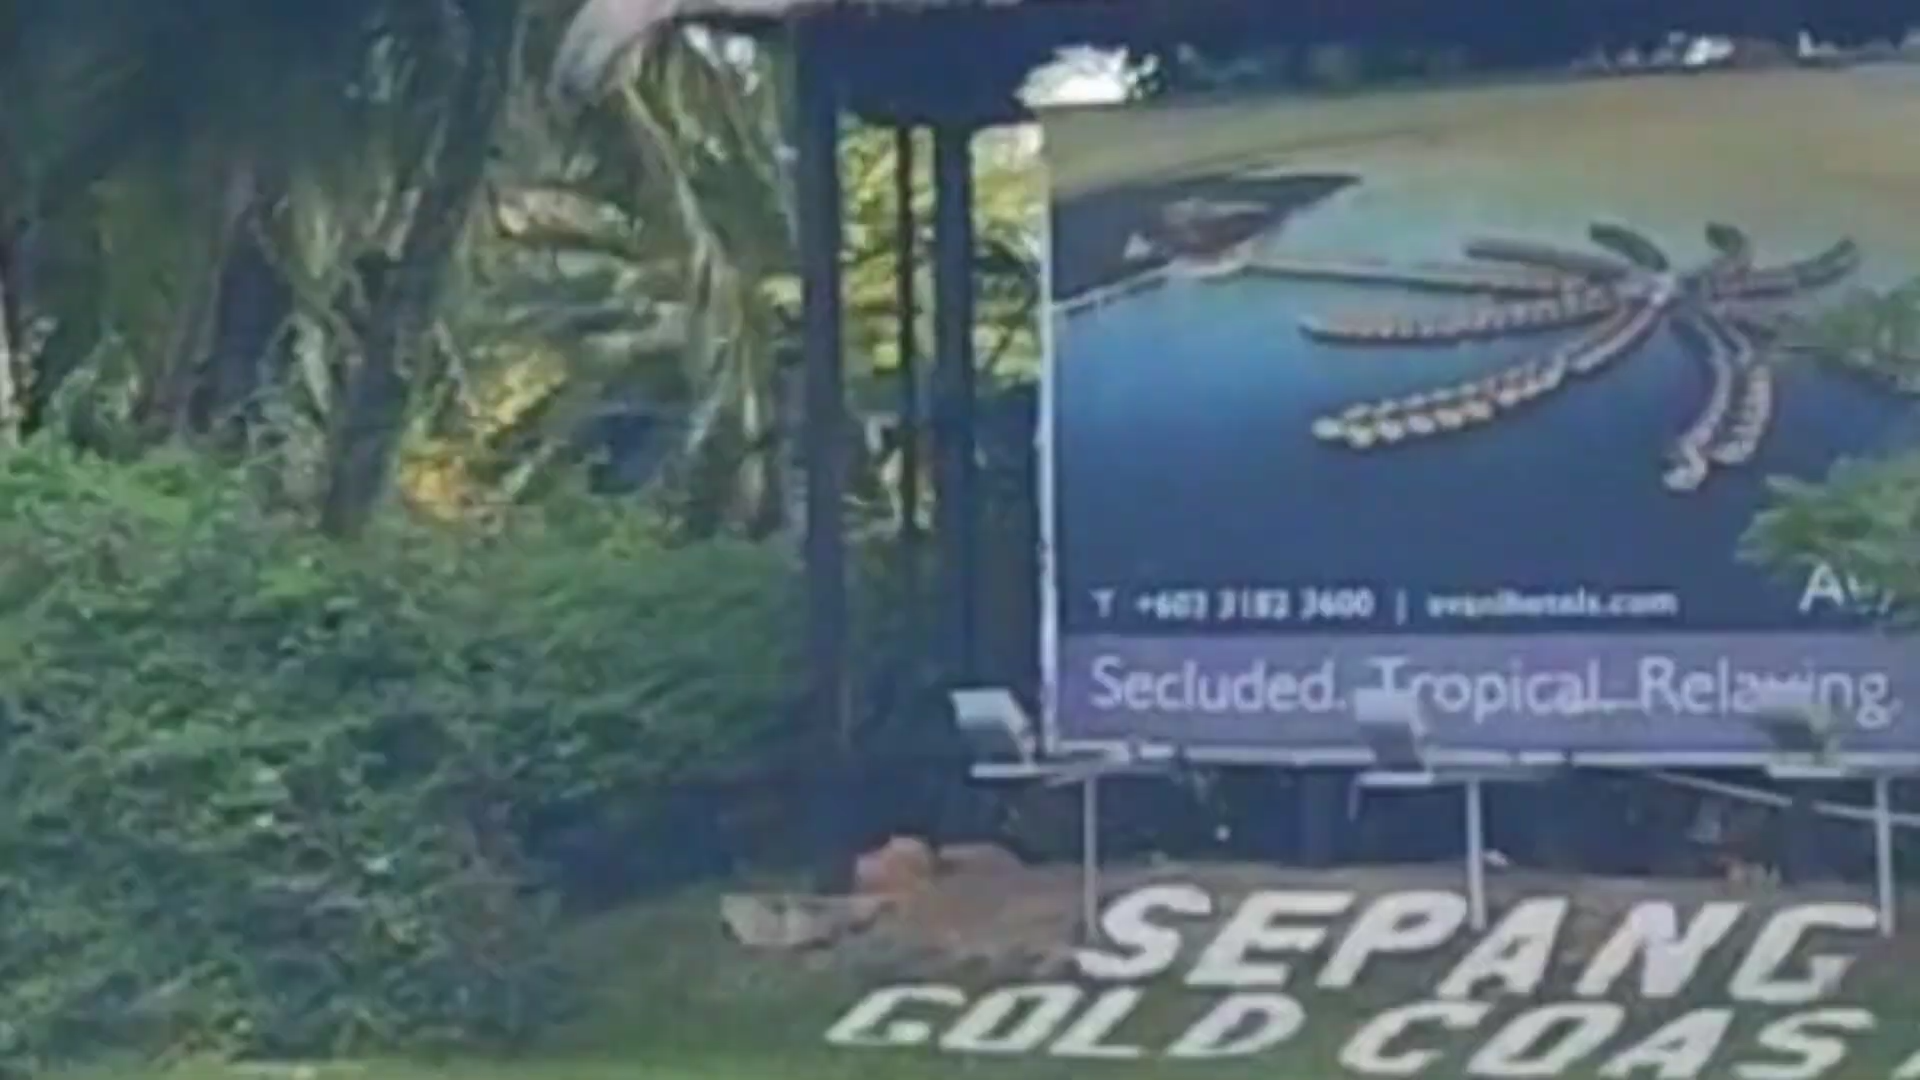 T +603 3182 3600 | avanihotels.com
Secluded. Tropical. Relaxing.
SEPANG
GOLD COAS